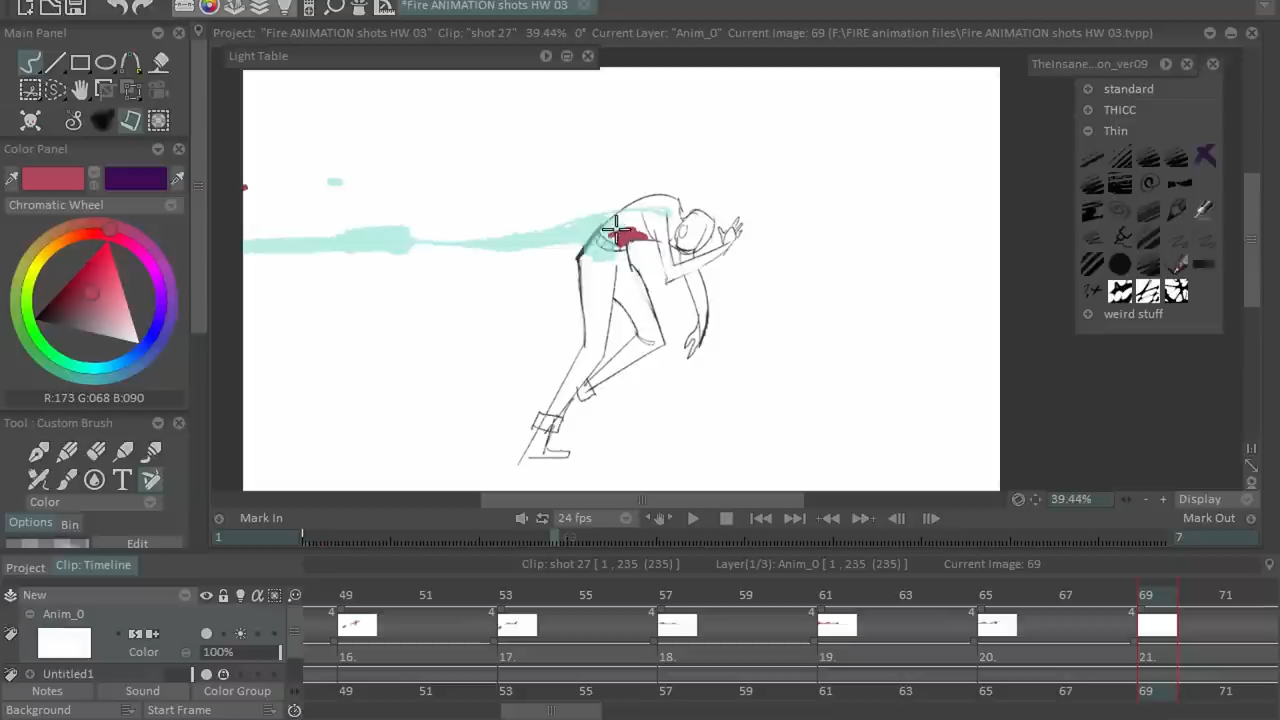 *Fire ANIMATION shots HW 03
Main Panel
Project: "Fire ANIMATION shots HW 03" "shot 27" 39.44% 0° Current Layer: "Anim_0" Current Image: 69 (F:\FIRE animation files\Fire ANIMATION shots HW 03.tvpp)
Light Table
TheInsane...on_ver09
standard
THICC
Thin
weird stuff
Color Panel
Chromatic Wheel
R:173 G:068 B:090
Tool : Custom Brush
Color
Options Bin
Edit
1:1
39.44% - + Display
Mark In 24 fps Mark Out
1 69 7
Project Clip: Timeline Clip: shot 27 [ 1 , 235 (235) ] Layer(1/3): Anim_0 [ 1 , 235 (235) ] Current Image: 69
New 49 51 53 55 57 59 61 63 65 67 69 71
Anim_0 4 4 4 4 4 4
Color 100% 16. 17. 18. 19. 20. 21.
Untitled1
Notes Sound Color Group 49 51 53 55 57 59 61 63 65 67 69 71
Background Start Frame